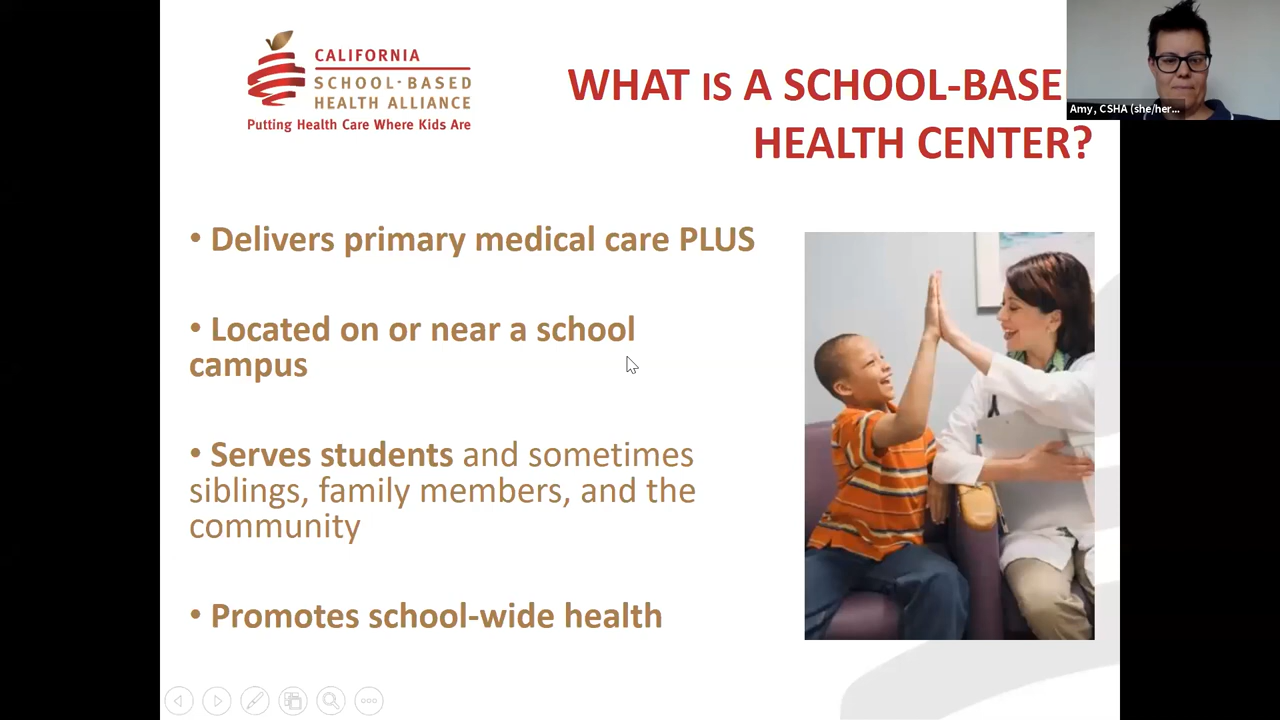 CALIFORNIA
SCHOOL-BASED
HEALTH ALLIANCE
Putting Health Care Where Kids Are
WHAT IS A SCHOOL-BASE
HEALTH CENTER?
Amy, CSHA (she/her...
• Delivers primary medical care PLUS
• Located on or near a school
campus
• Serves students and sometimes
siblings, family members, and the
community
• Promotes school-wide health